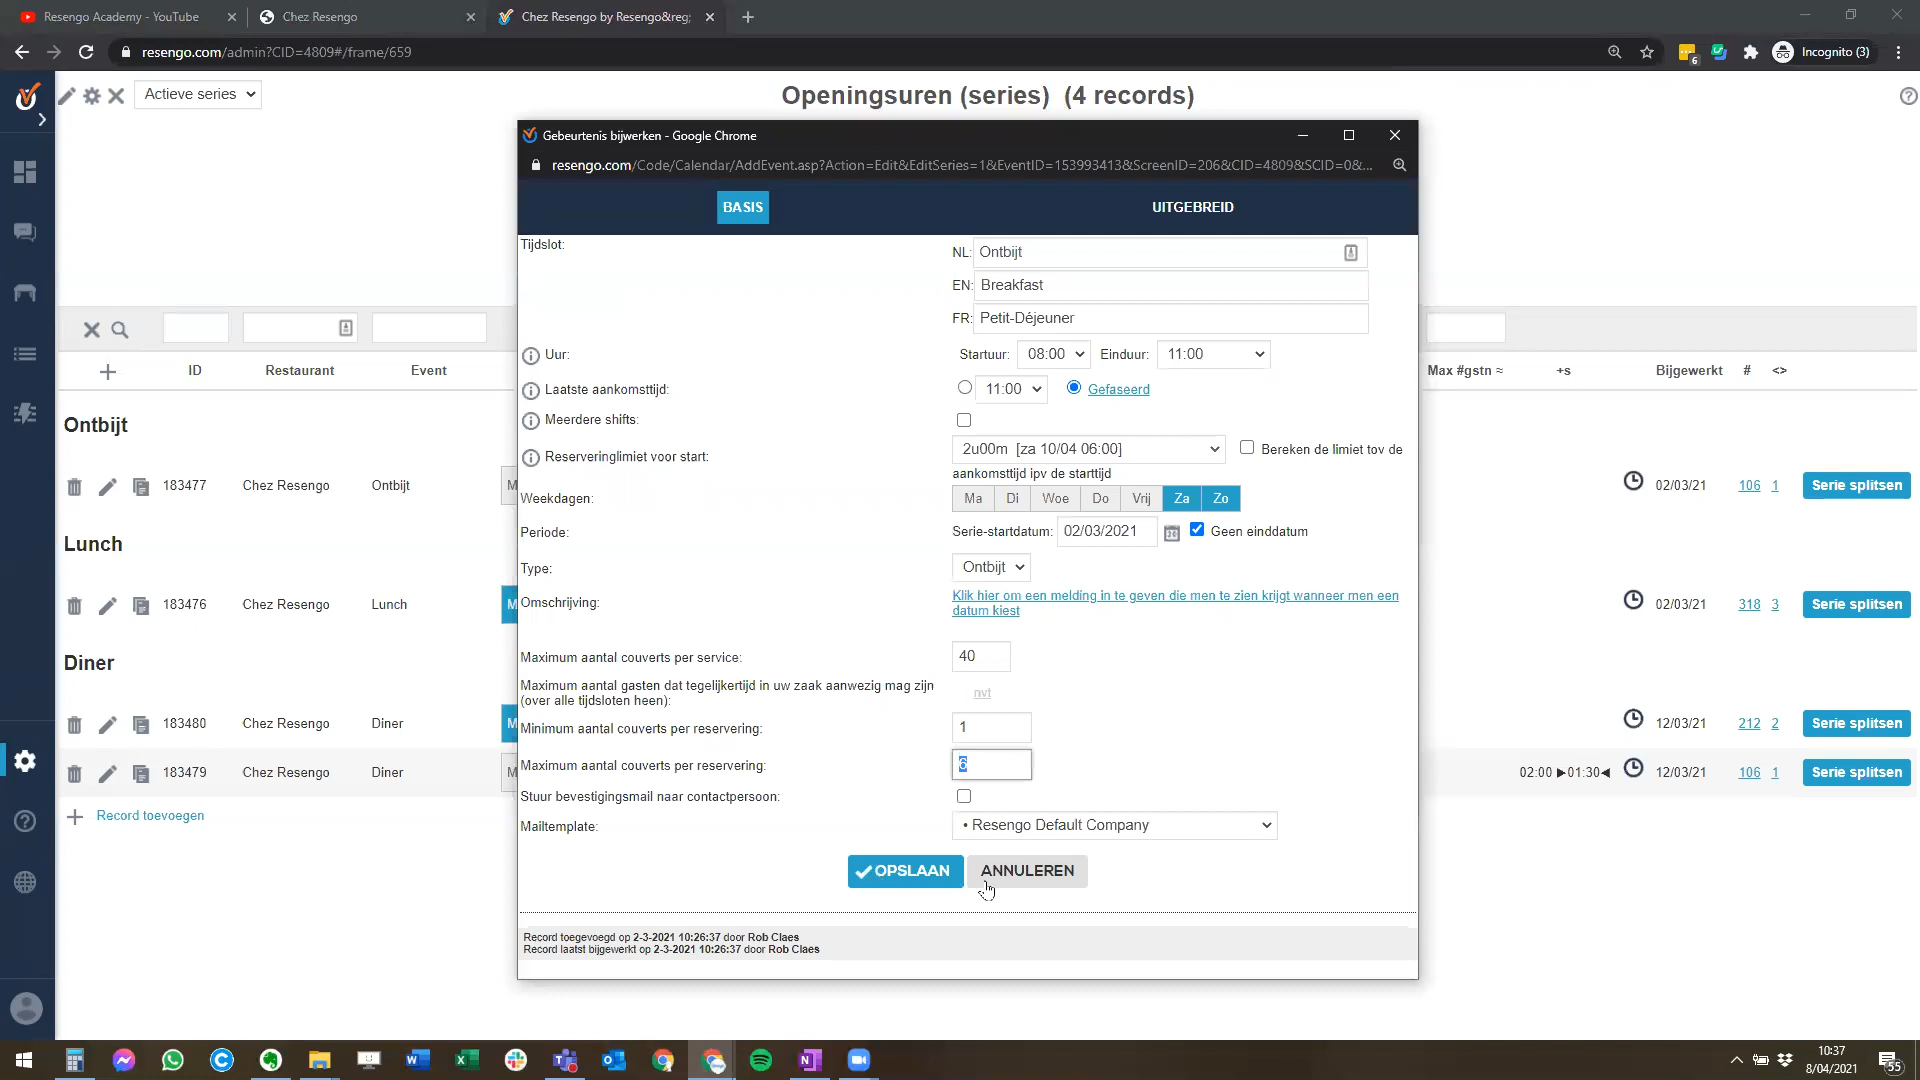 Resengo Academy - YouTube
Chez Resengo
Chez Resengo by Resengo&reg;
resengo.com/admin?CID=4809#/frame/659
6
Incognito (3)
Actieve series
Openingsuren (series) (4 records)
Gebeurtenis bijwerken - Google Chrome
resengo.com/Code/Calendar/AddEvent.asp?Action=Edit&EditSeries=1&EventID=153993413&ScreenID=206&CID=4809&SCID=0&...
BASIS
UITGEBREID
Tijdslot:
NL: Ontbijt
EN: Breakfast
FR: Petit-Déjeuner
Uur:
Startuur: 08:00 Einduur: 11:00
Laatste aankomsttijd:
11:00 Gefaseerd
Meerdere shifts:
Reserveringlimiet voor start:
2u00m [za 10/04 06:00] Bereken de limiet tov de
aankomsttijd ipv de starttijd
Weekdagen:
Ma Di Woe Do Vrij Za Zo
Periode:
Serie-startdatum: 02/03/2021 Geen einddatum
Type:
Ontbijt
Omschrijving:
Klik hier om een melding in te geven die men te zien krijgt wanneer men een
datum kiest
Maximum aantal couverts per service:
40
Maximum aantal gasten dat tegelijkertijd in uw zaak aanwezig mag zijn
(over alle tijdsloten heen):
nvt
Minimum aantal couverts per reservering:
1
Maximum aantal couverts per reservering:
6
Stuur bevestigingsmail naar contactpersoon:
Mailtemplate:
• Resengo Default Company
OPSLAAN
ANNULEREN
Record toegevoegd op 2-3-2021 10:26:37 door Rob Claes
Record laatst bijgewerkt op 2-3-2021 10:26:37 door Rob Claes
ID Restaurant Event
Max #gstn ≈ +s Bijgewerkt # <>
Ontbijt
183477 Chez Resengo Ontbijt M
02/03/21 106 1 Serie splitsen
Lunch
183476 Chez Resengo Lunch M
02/03/21 318 3 Serie splitsen
Diner
183480 Chez Resengo Diner M
12/03/21 212 2 Serie splitsen
183479 Chez Resengo Diner M
02:00 ▶01:30◀ 12/03/21 106 1 Serie splitsen
Record toevoegen
10:37
8/04/2021
55